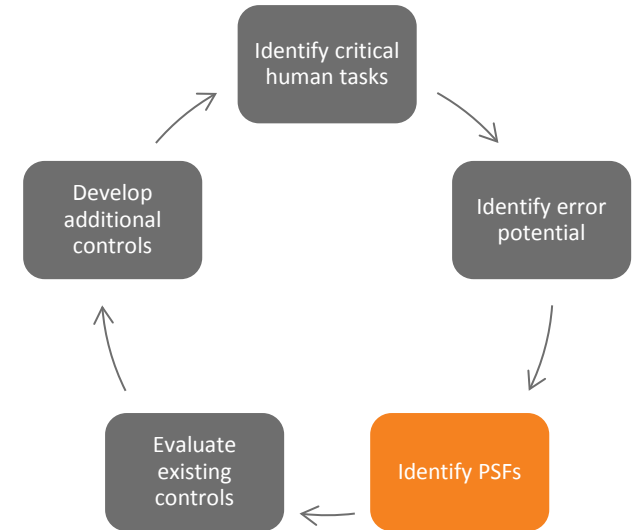 Identify critical
human tasks
Identify error
potential
Identify PSFs
Evaluate
existing
controls
Develop
additional
controls